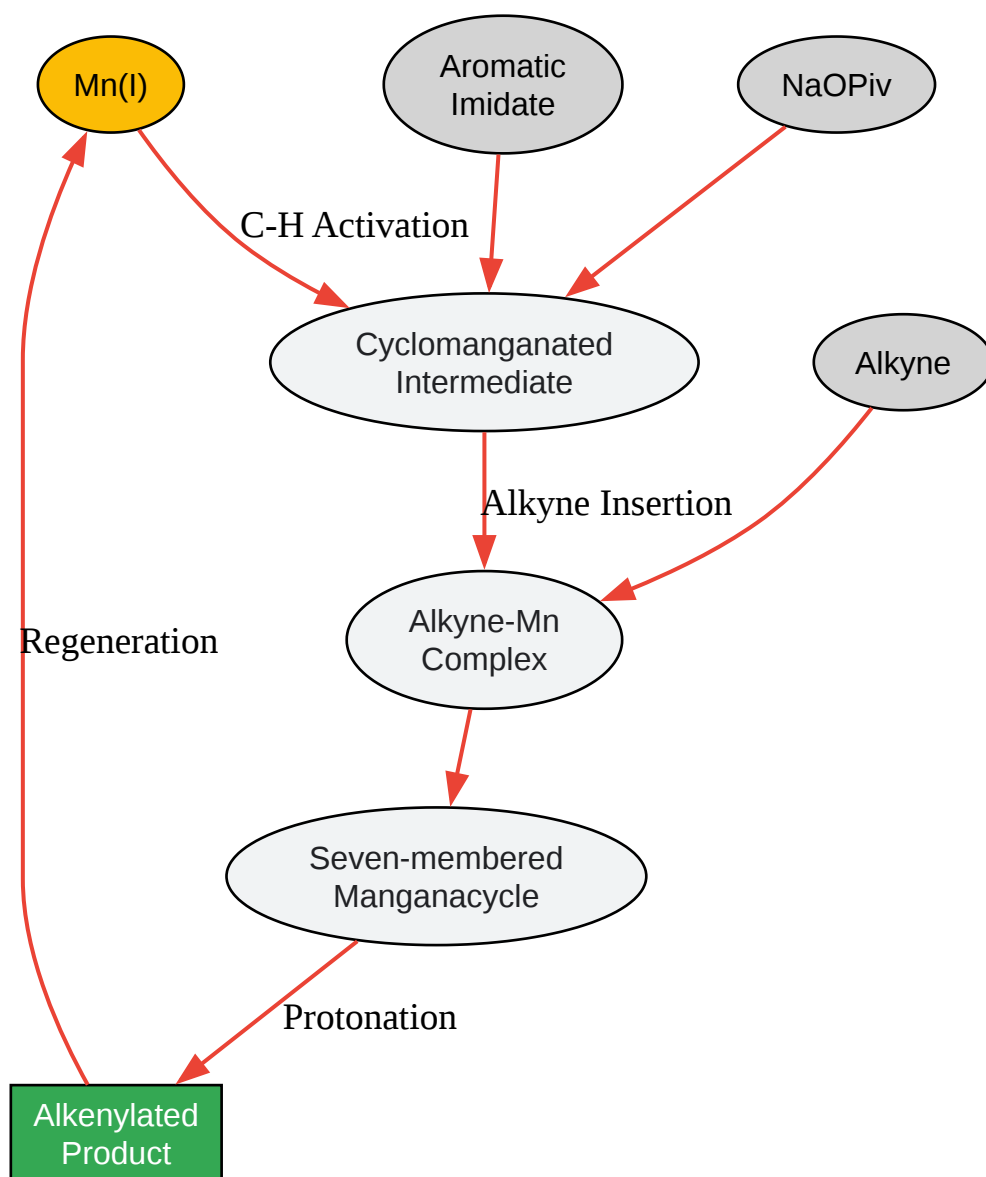 Mn(I)
Aromatic
Imidate
NaOPiv
C-H Activation
Cyclomanganated
Intermediate
Alkyne
Alkyne Insertion
Alkyne-Mn
Complex
Regeneration
Seven-membered
Manganacycle
Protonation
Alkenylated
Product